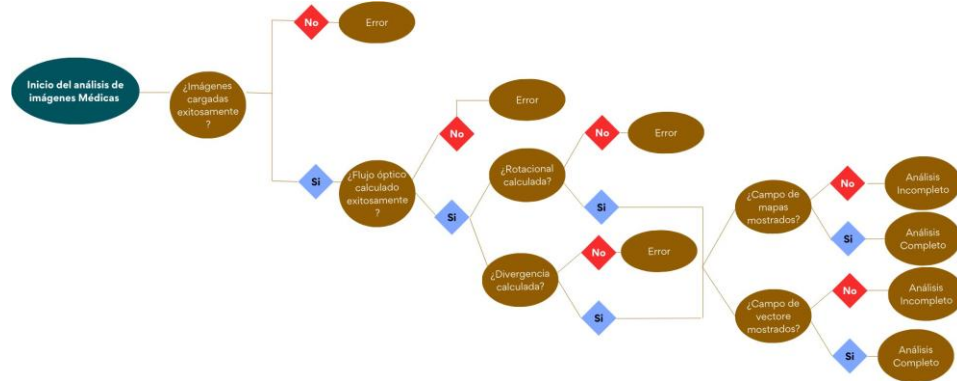 Inicio del análisis de
imágenes Médicas
¿Imágenes
cargadas
exitosamente
?
No
Error
Si
¿Flujo óptico
calculado
exitosamente
?
No
Error
Si
¿Rotacional
calculada?
No
Error
Si
¿Divergencia
calculada?
No
Error
Si
¿Campo de
mapas
mostrados?
No
Análisis
Incompleto
Si
Análisis
Completo
¿Campo de
vectore
mostrados?
No
Análisis
Incompleto
Si
Análisis
Completo